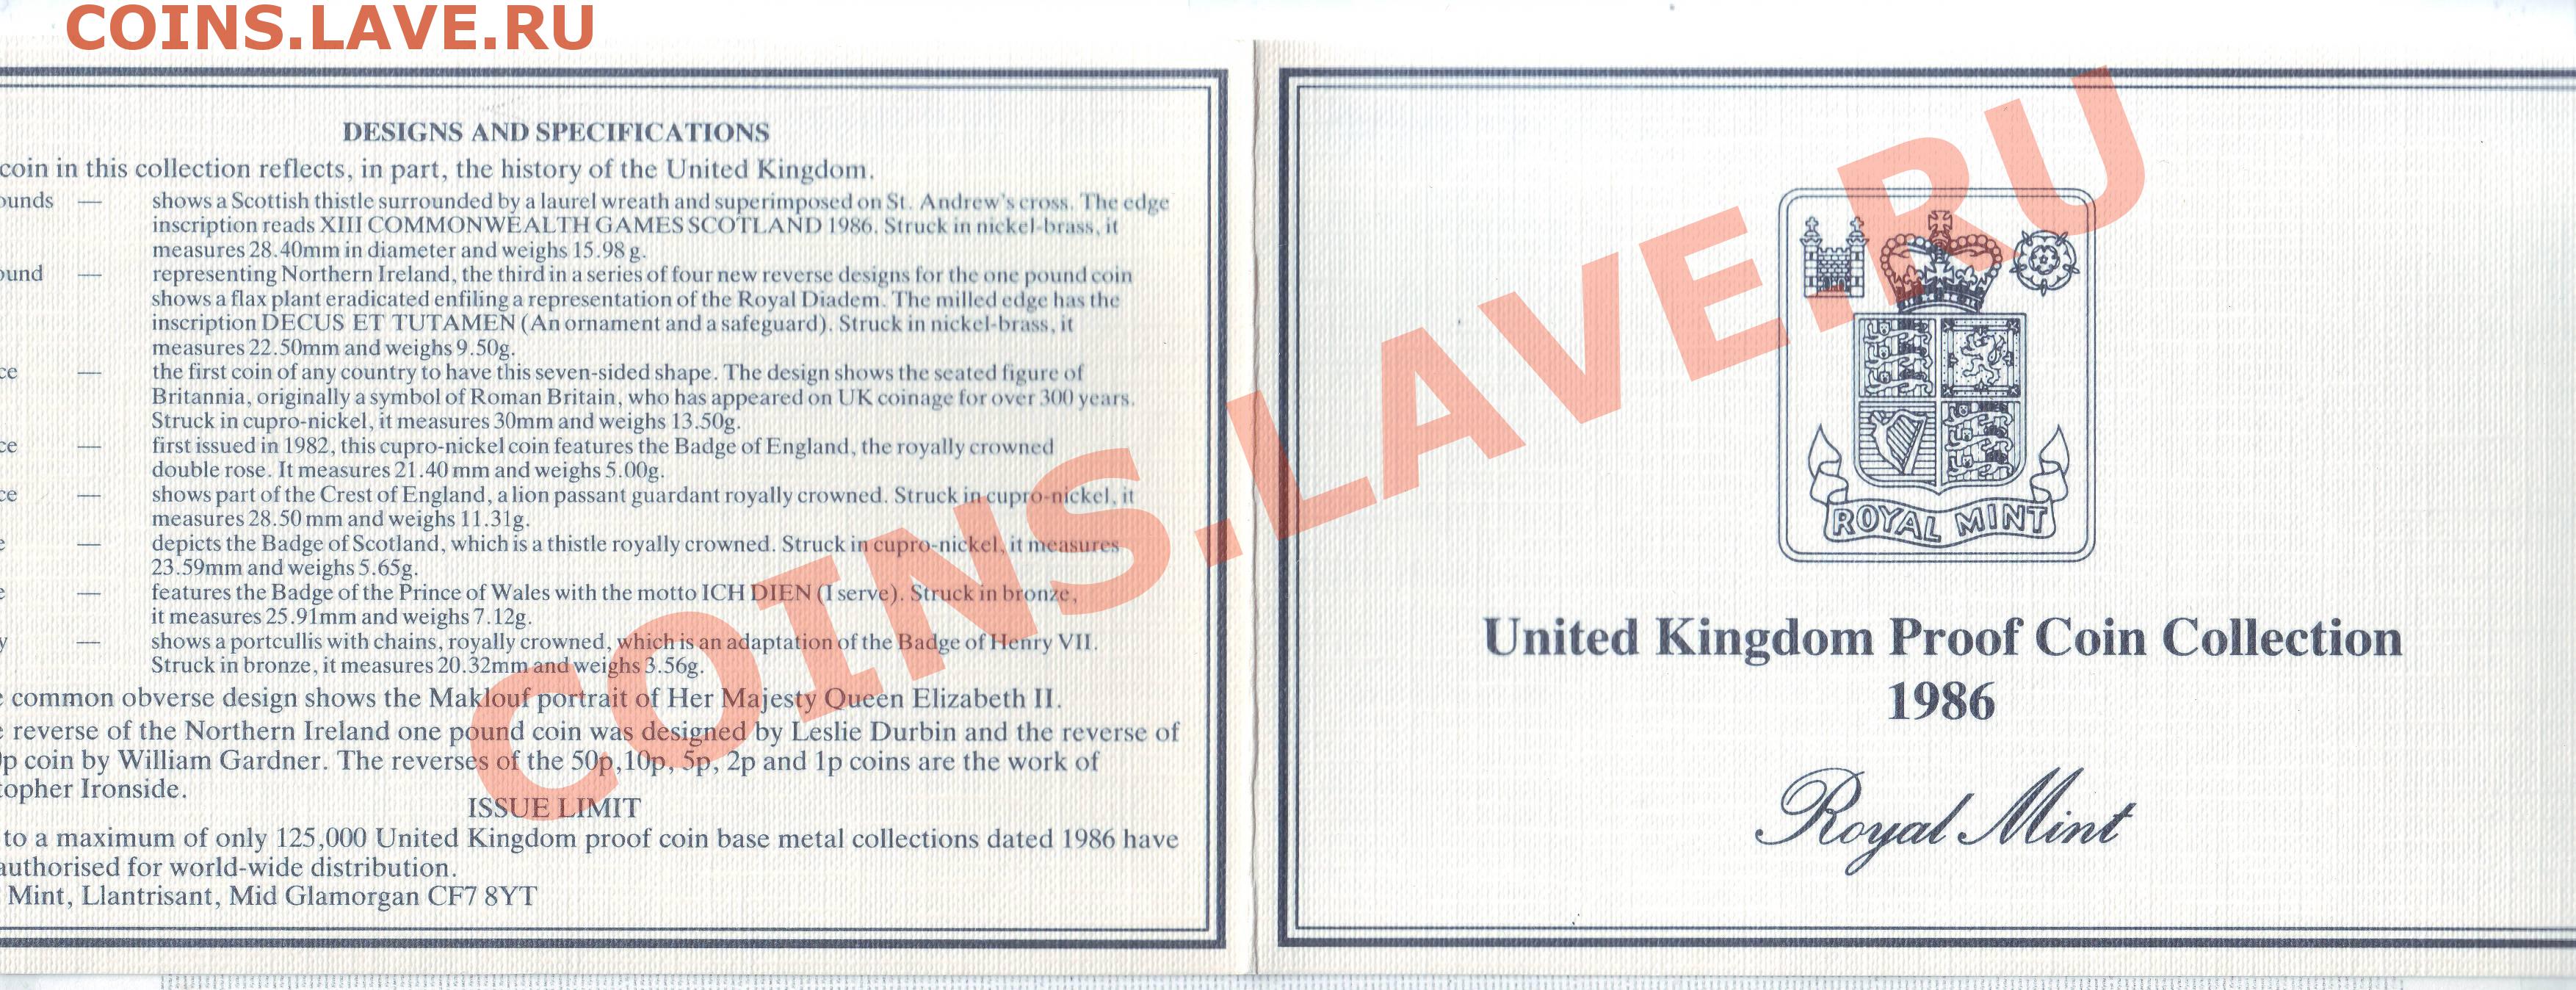 COINS.LAVE.RU
DESIGNS AND SPECIFICATIONS
coin in this collection reflects, in part, the history of the United Kingdom.
ounds — shows a Scottish thistle surrounded by a laurel wreath and superimposed on St. Andrew's cross. The edge
inscription reads XIII COMMONWEALTH GAMES SCOTLAND 1986. Struck in nickel-brass, it
measures 28.40mm in diameter and weighs 15.98 g.
ound — representing Northern Ireland, the third in a series of four new reverse designs for the one pound coin
shows a flax plant eradicated enfiling a representation of the Royal Diadem. The milled edge has the
inscription DECUS ET TUTAMEN (An ornament and a safeguard). Struck in nickel-brass, it
measures 22.50mm and weighs 9.50g.
ce — the first coin of any country to have this seven-sided shape. The design shows the seated figure of
Britannia, originally a symbol of Roman Britain, who has appeared on UK coinage for over 300 years.
Struck in cupro-nickel, it measures 30mm and weighs 13.50g.
ce — first issued in 1982, this cupro-nickel coin features the Badge of England, the royally crowned
double rose. It measures 21.40 mm and weighs 5.00g.
ce — shows part of the Crest of England, a lion passant guardant royally crowned. Struck in cupro-nickel, it
measures 28.50 mm and weighs 11.31g.
e — depicts the Badge of Scotland, which is a thistle royally crowned. Struck in cupro-nickel, it measures
23.59mm and weighs 5.65g.
e — features the Badge of the Prince of Wales with the motto ICH DIEN (I serve). Struck in bronze,
it measures 25.91mm and weighs 7.12g.
y — shows a portcullis with chains, royally crowned, which is an adaptation of the Badge of Henry VII.
Struck in bronze, it measures 20.32mm and weighs 3.56g.
e common obverse design shows the Maklouf portrait of Her Majesty Queen Elizabeth II.
e reverse of the Northern Ireland one pound coin was designed by Leslie Durbin and the reverse of
p coin by William Gardner. The reverses of the 50p,10p, 5p, 2p and 1p coins are the work of
topher Ironside.
ISSUE LIMIT
to a maximum of only 125,000 United Kingdom proof coin base metal collections dated 1986 have
authorised for world-wide distribution.
Mint, Llantrisant, Mid Glamorgan CF7 8YT
ROYAL MINT
United Kingdom Proof Coin Collection
1986
Royal Mint
COINS.LAVE.RU